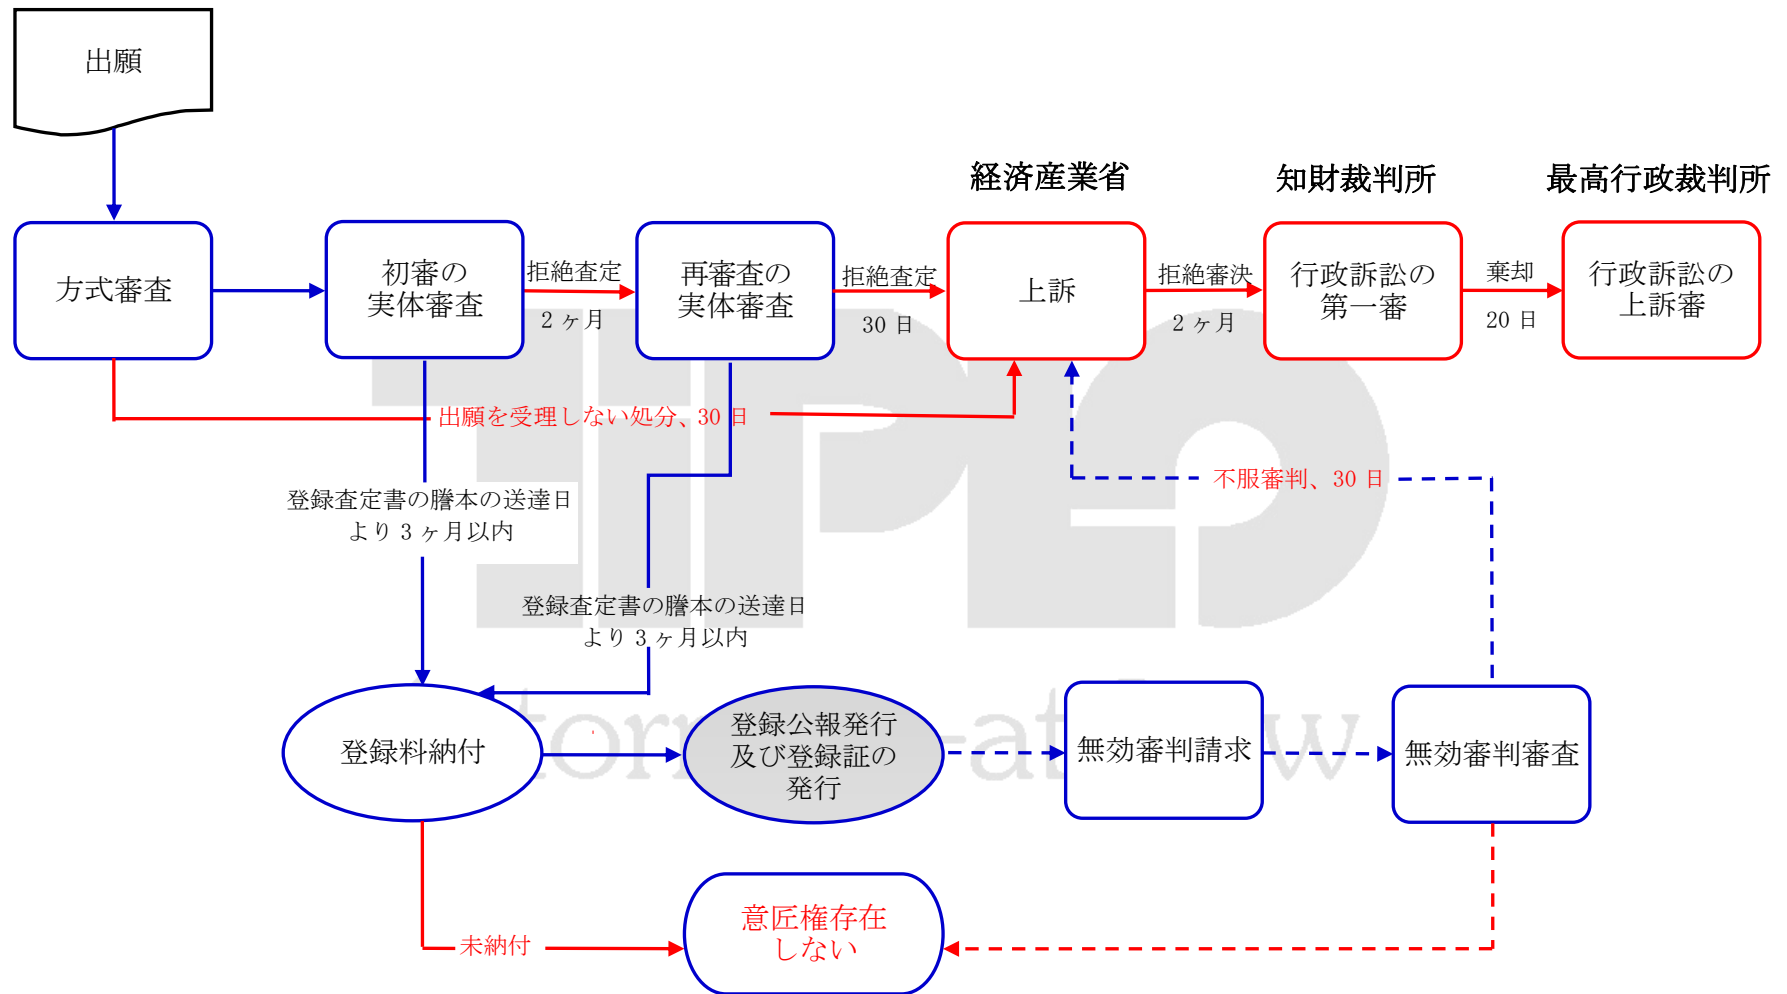 出願
経済産業省
知財裁判所
最高行政裁判所
方式審査
初審の
実体審査
拒絶査定
2 ヶ月
再審査の
実体審査
拒絶査定
30 日
上訴
拒絶審決
2 ヶ月
行政訴訟の
第一審
棄却
20 日
行政訴訟の
上訴審
出願を受理しない処分、30 日
不服審判、30 日
登録査定書の謄本の送達日
より 3 ヶ月以内
登録査定書の謄本の送達日
より 3 ヶ月以内
登録料納付
登録公報発行
及び登録証の
発行
無効審判請求
無効審判審査
未納付
意匠権存在
しない